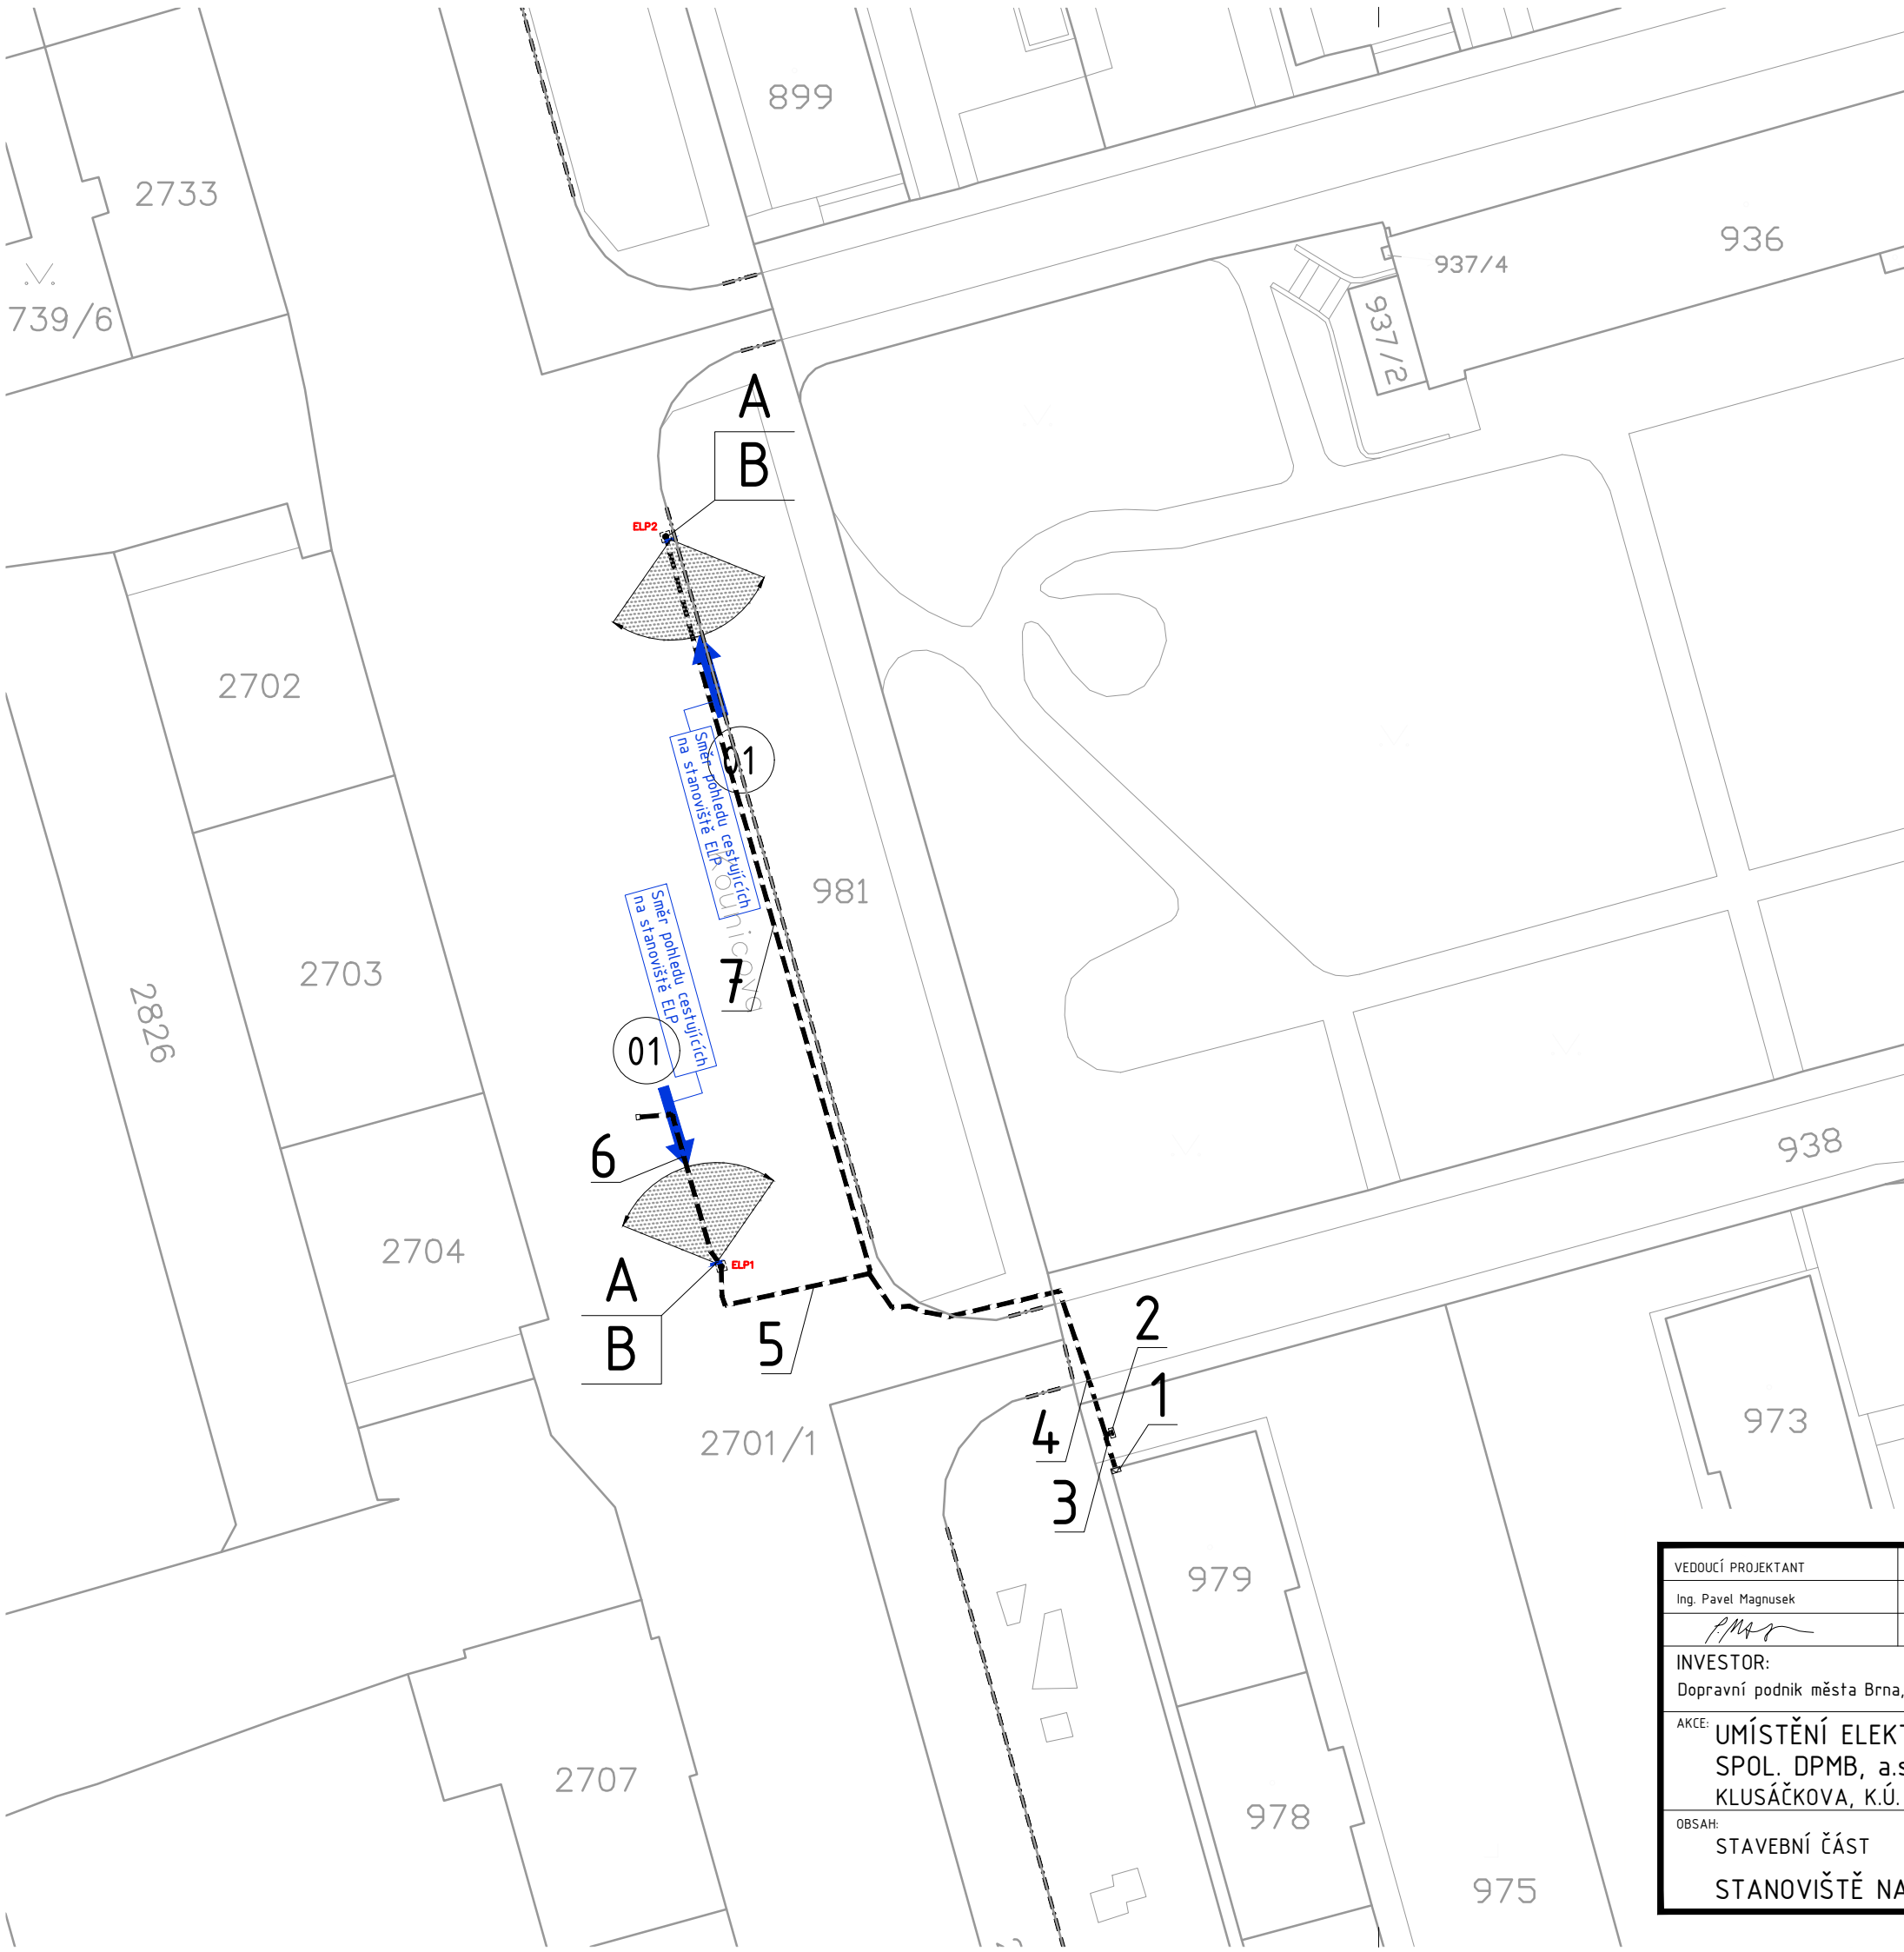 899
2733
936
937/4
739/6
937/2
A
B
ELP2
2702
01
Směr pohledu cestujících
na stanoviště ELP
Kounicova
981
Směr pohledu cestujících
na stanoviště ELP
2703
7
2826
01
6
938
2704
A
B
ELP1
5
2
1
4
3
2701/1
973
979
2707
978
975
VEDOUCÍ PROJEKTANT
Ing. Pavel Magnusek
INVESTOR:
Dopravní podnik města Brna,
AKCE:
UMÍSTĚNÍ ELEKT
SPOL. DPMB, a.s
KLUSÁČKOVA, K.Ú.
OBSAH:
STAVEBNÍ ČÁST
STANOVIŠTĚ NA